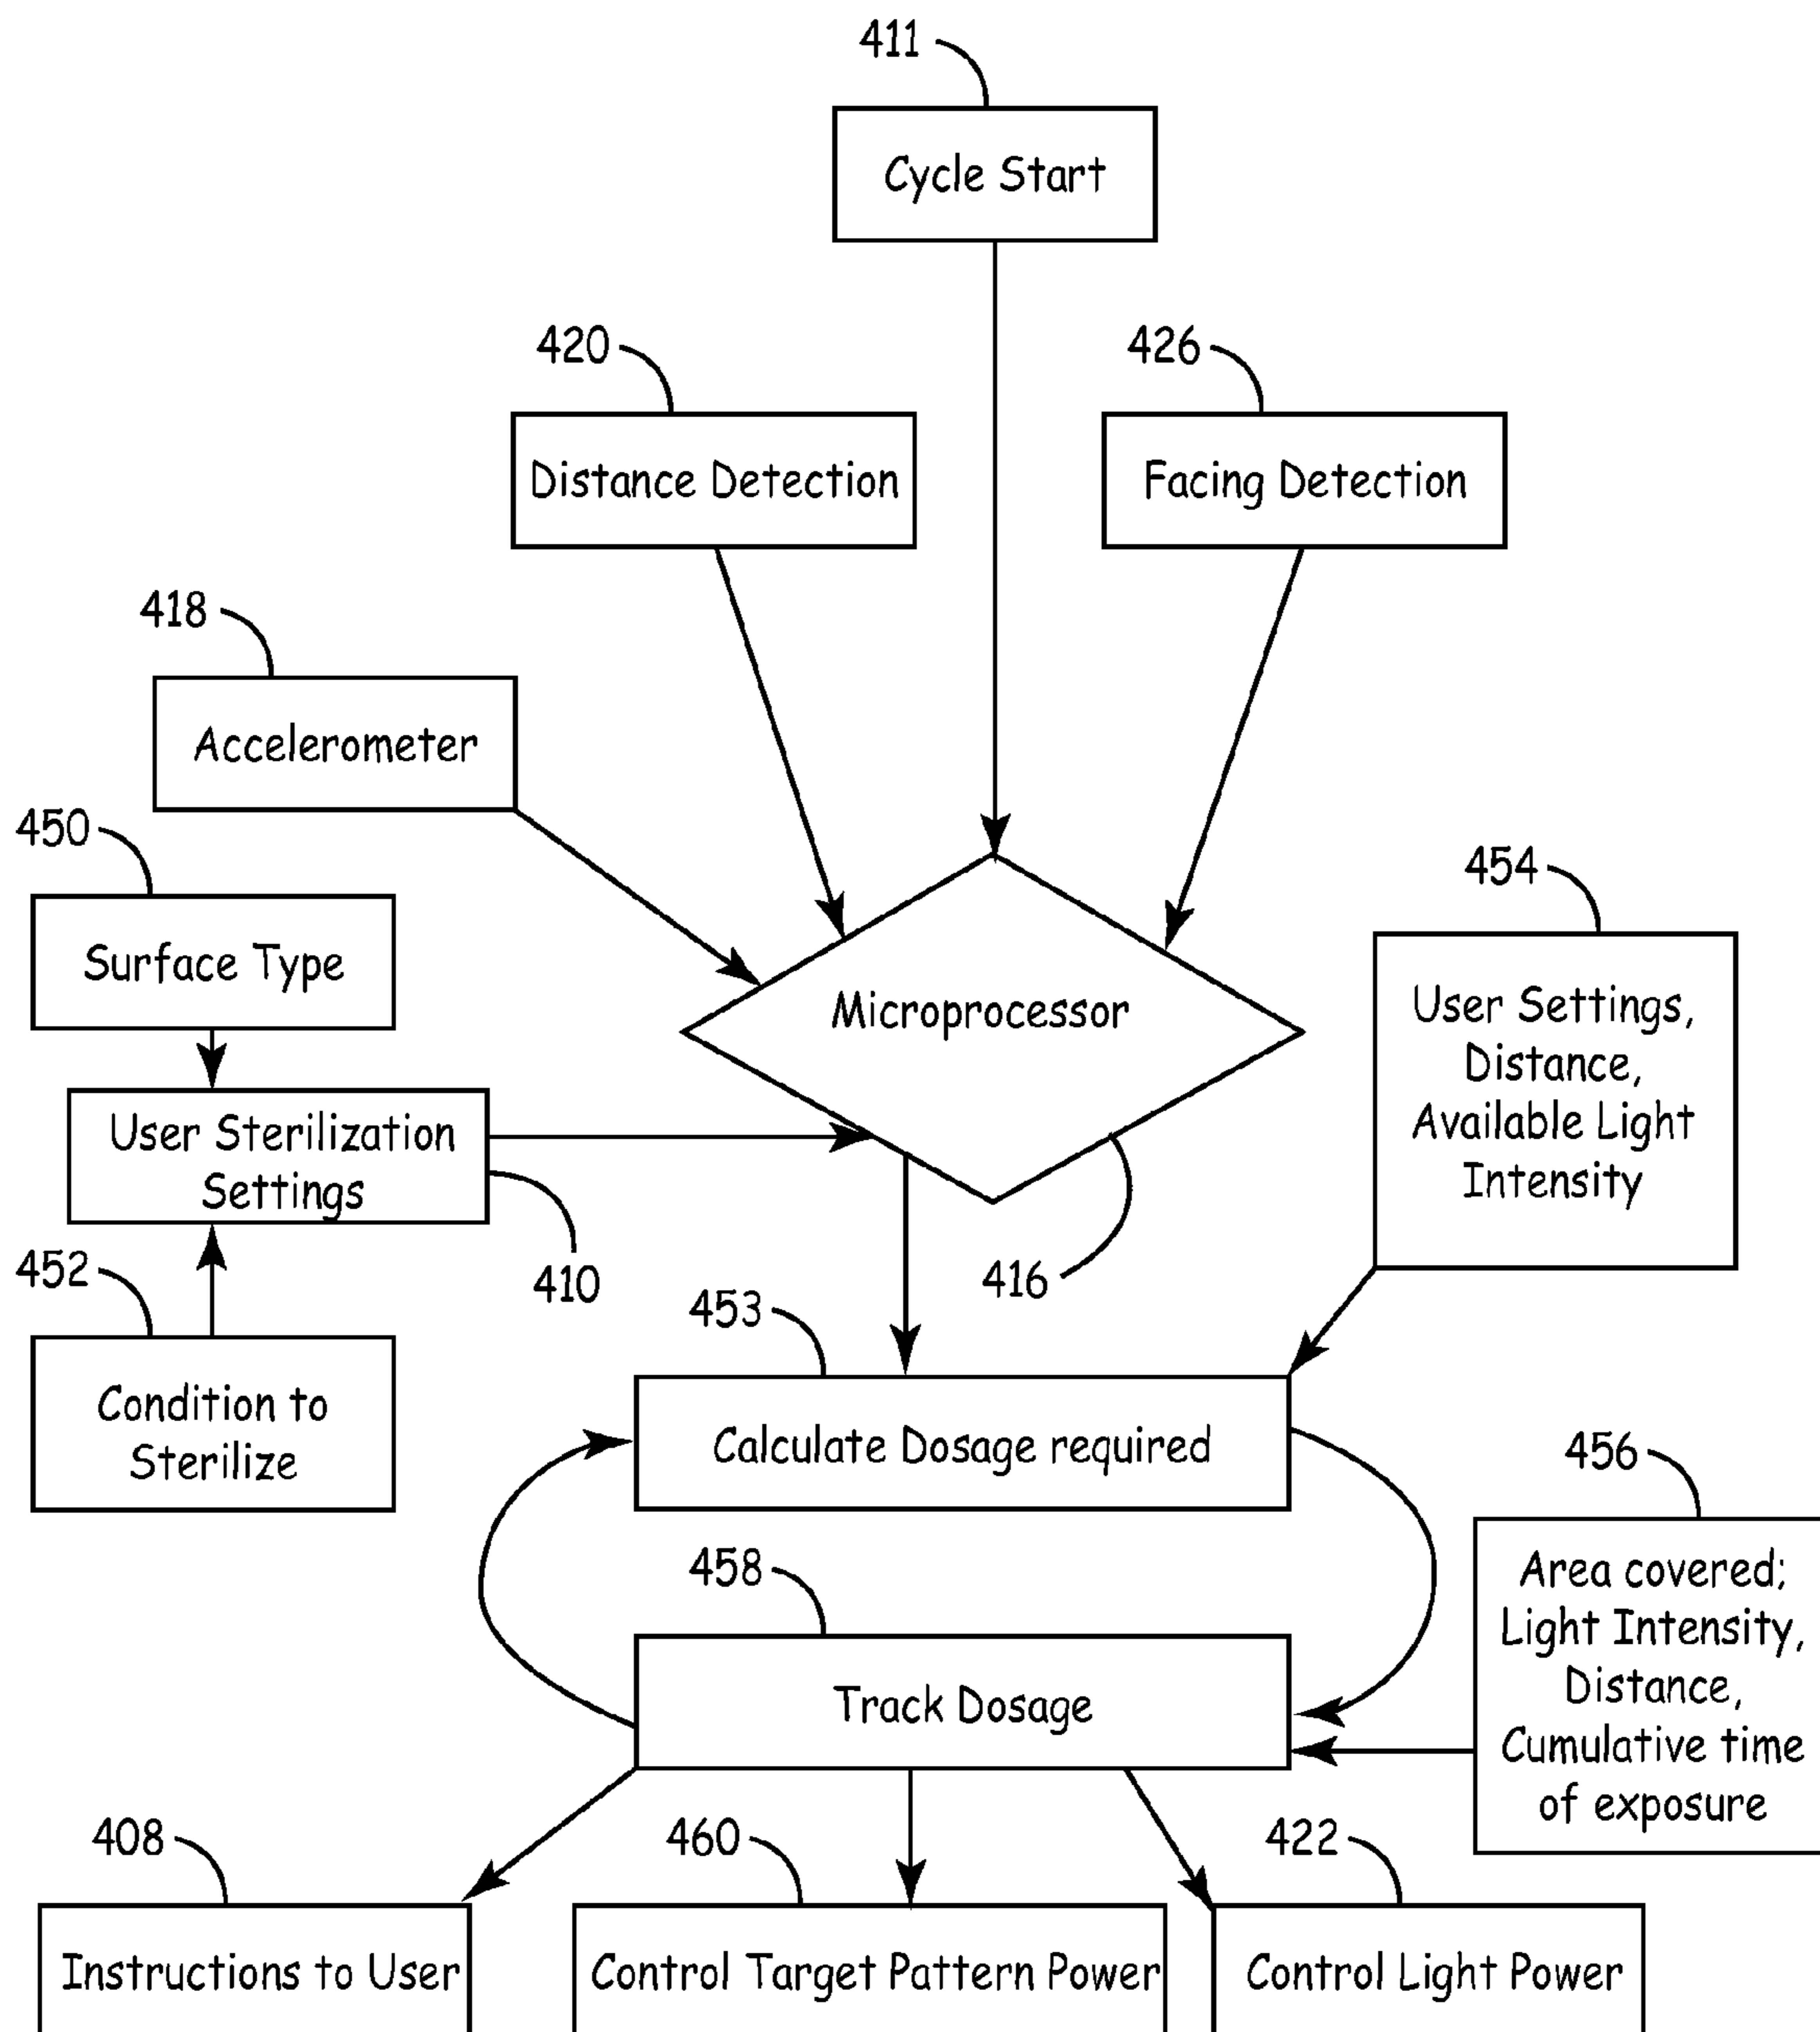 411
Cycle Start
420
426
Distance Detection
Facing Detection
418
Accelerometer
450
454
Surface Type
Microprocessor
User Settings,
Distance,
Available Light
Intensity
User Sterilization
Settings
452
410
416
453
Condition to
Sterilize
Calculate Dosage required
456
458
Area covered;
Light Intensity,
Distance,
Cumulative time
of exposure
Track Dosage
408
460
422
Instructions to User
Control Target Pattern Power
Control Light Power